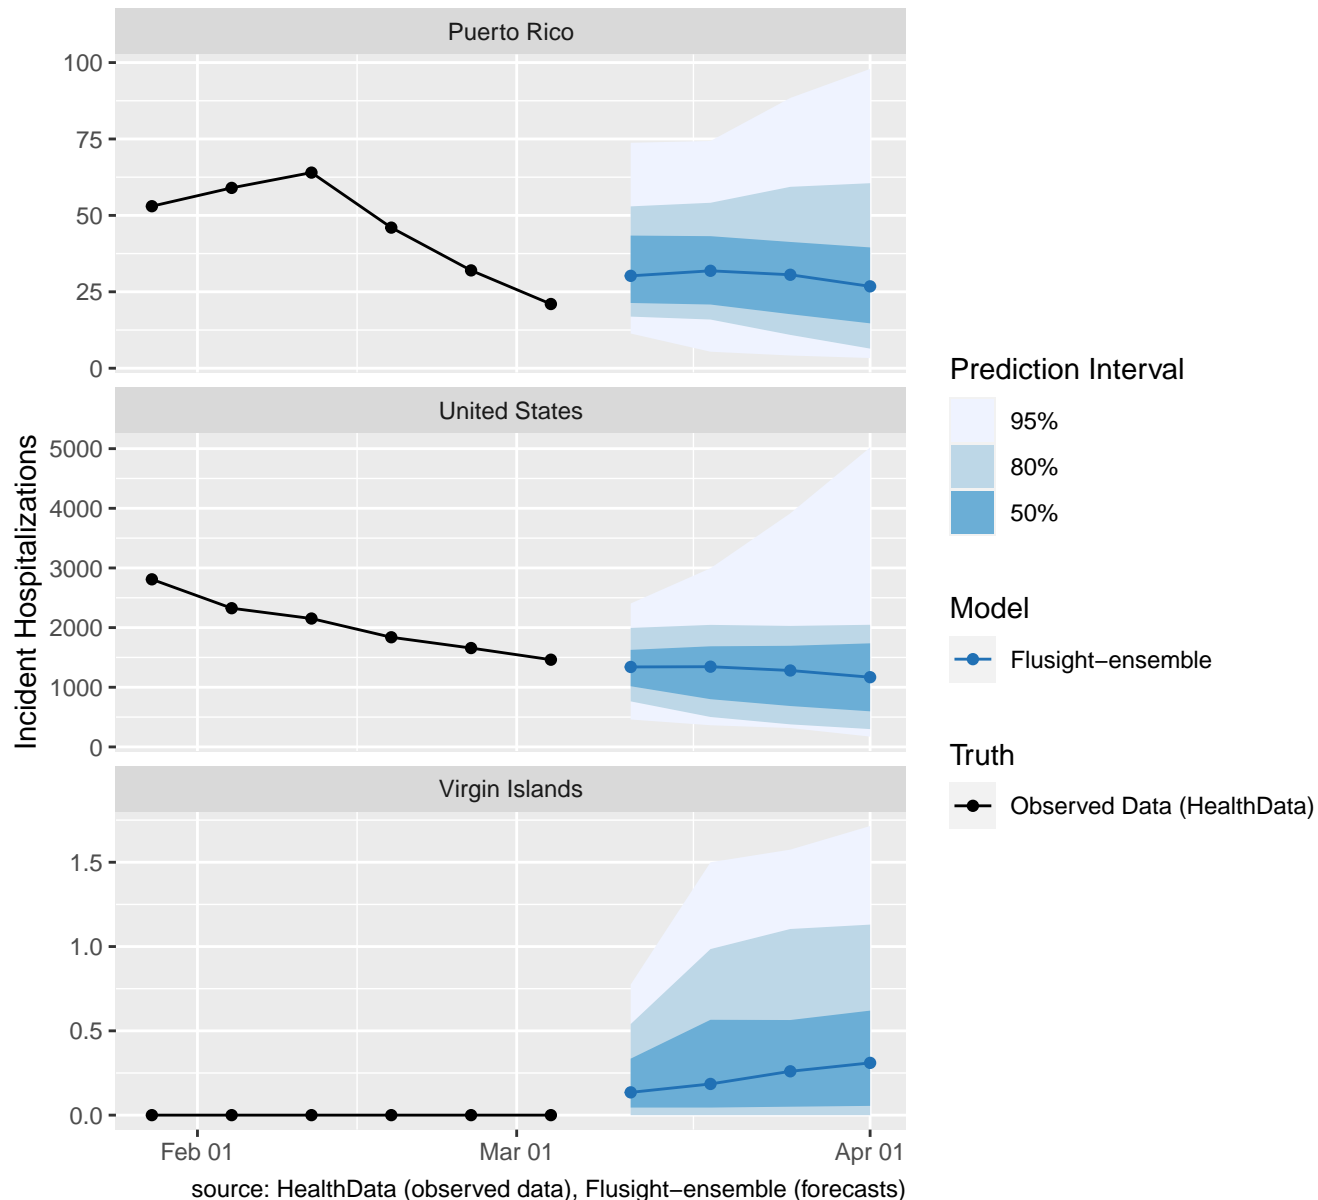 Puerto Rico
100
75
50
25
0
United States
5000
4000
3000
2000
1000
0
Virgin Islands
1.5
1.0
0.5
0.0
Feb 01
Mar 01
Apr 01
Incident Hospitalizations
source: HealthData (observed data), Flusight−ensemble (forecasts)
Prediction Interval
95%
80%
50%
Model
Flusight−ensemble
Truth
Observed Data (HealthData)